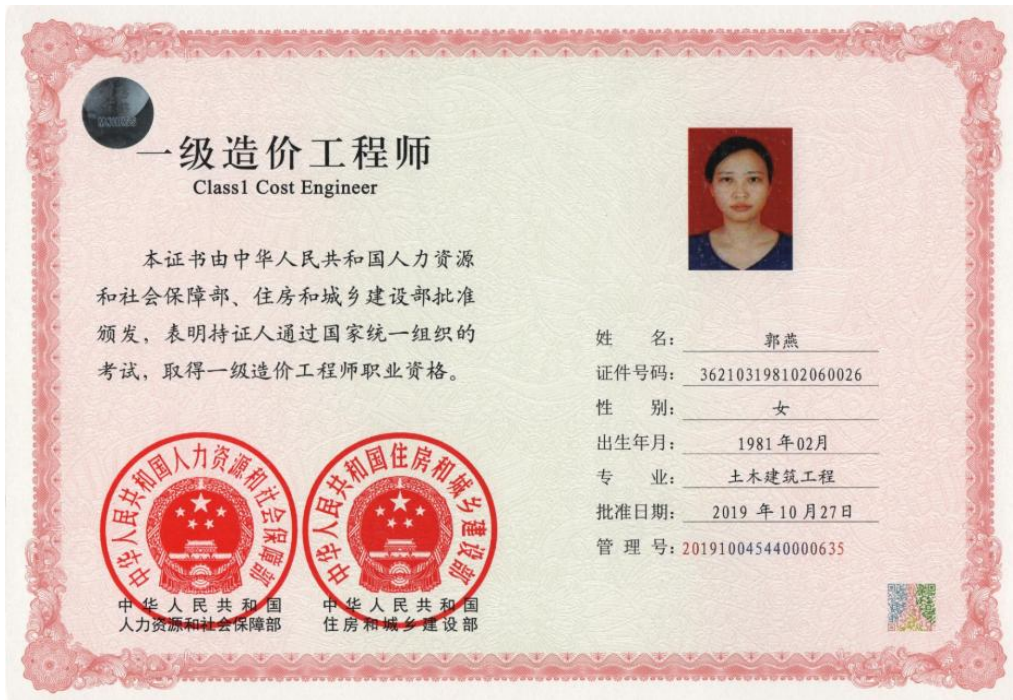 一级造价工程师
Class1 Cost Engineer
本证书由中华人民共和国人力资源
和社会保障部、住房和城乡建设部批准
颁发，表明持证人通过国家统一组织的
考试，取得一级造价工程师职业资格。
中华人民共和国人力资源和社会保障部
中华人民共和国
人力资源和社会保障部
中华人民共和国住房和城乡建设部
中华人民共和国
住房和城乡建设部
姓 名：郭燕
证件号码：362103198102060026
性 别：女
出生年月：1981年02月
专 业：土木建筑工程
批准日期：2019年10月27日
管 理 号：201910045440000635